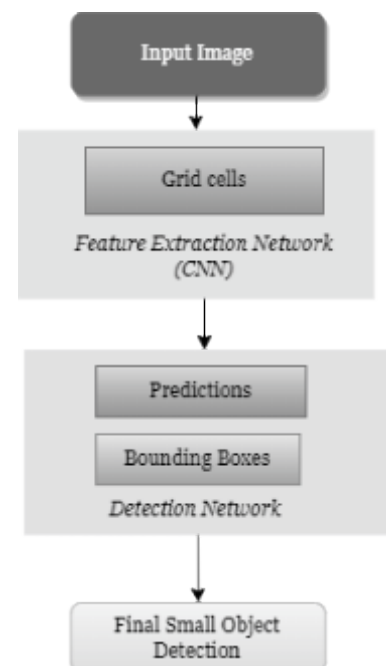 Input Image
Grid cells
Feature Extraction Network
(CNN)
Predictions
Bounding Boxes
Detection Network
Final Small Object
Detection